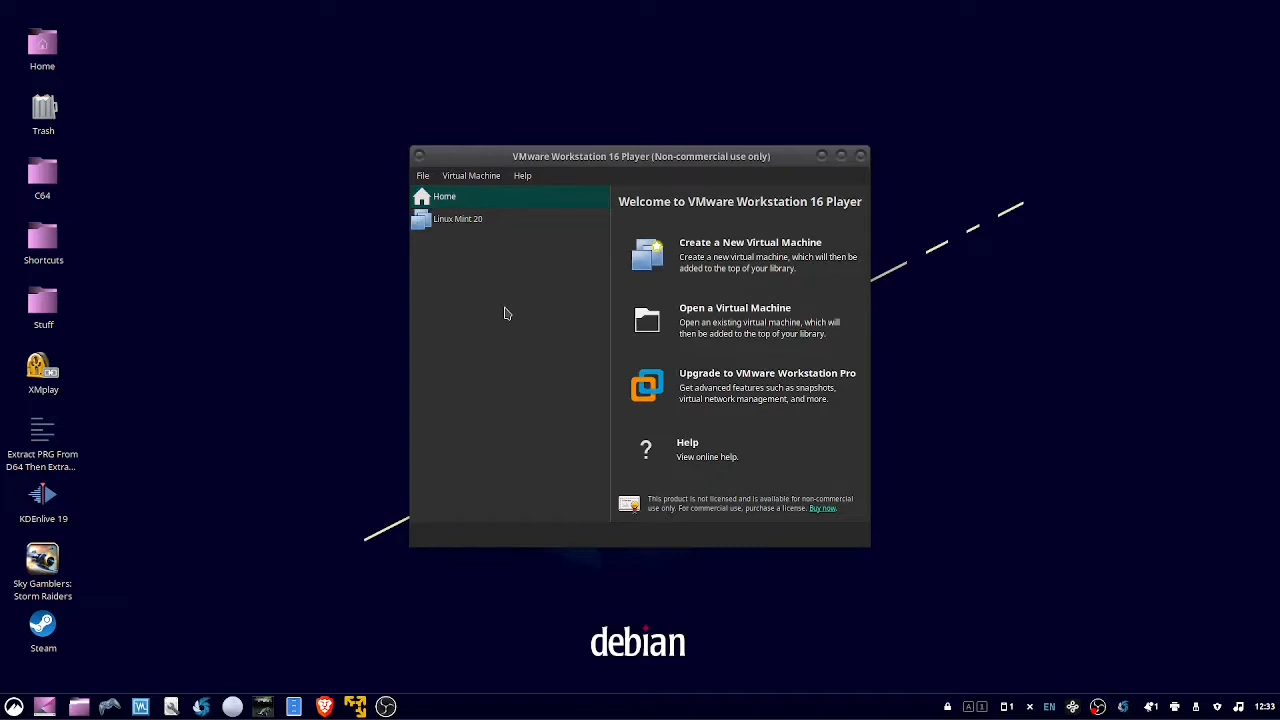 Home
Trash
C64
Shortcuts
Stuff
XMplay
Extract PRG From
D64 Then Extra...
KDEnlive 19
Sky Gamblers:
Storm Raiders
Steam
VMware Workstation 16 Player (Non-commercial use only)
File Virtual Machine Help
Home
Linux Mint 20
Welcome to VMware Workstation 16 Player
Create a New Virtual Machine
Create a new virtual machine, which will then be
added to the top of your library.
Open a Virtual Machine
Open an existing virtual machine, which will
then be added to the top of your library.
Upgrade to VMware Workstation Pro
Get advanced features such as snapshots,
virtual network management, and more.
?
Help
View online help.
This product is not licensed and is available for non-commercial
use only. For commercial use, purchase a license. Buy now.
debian
A 1 1 EN 1 12:33